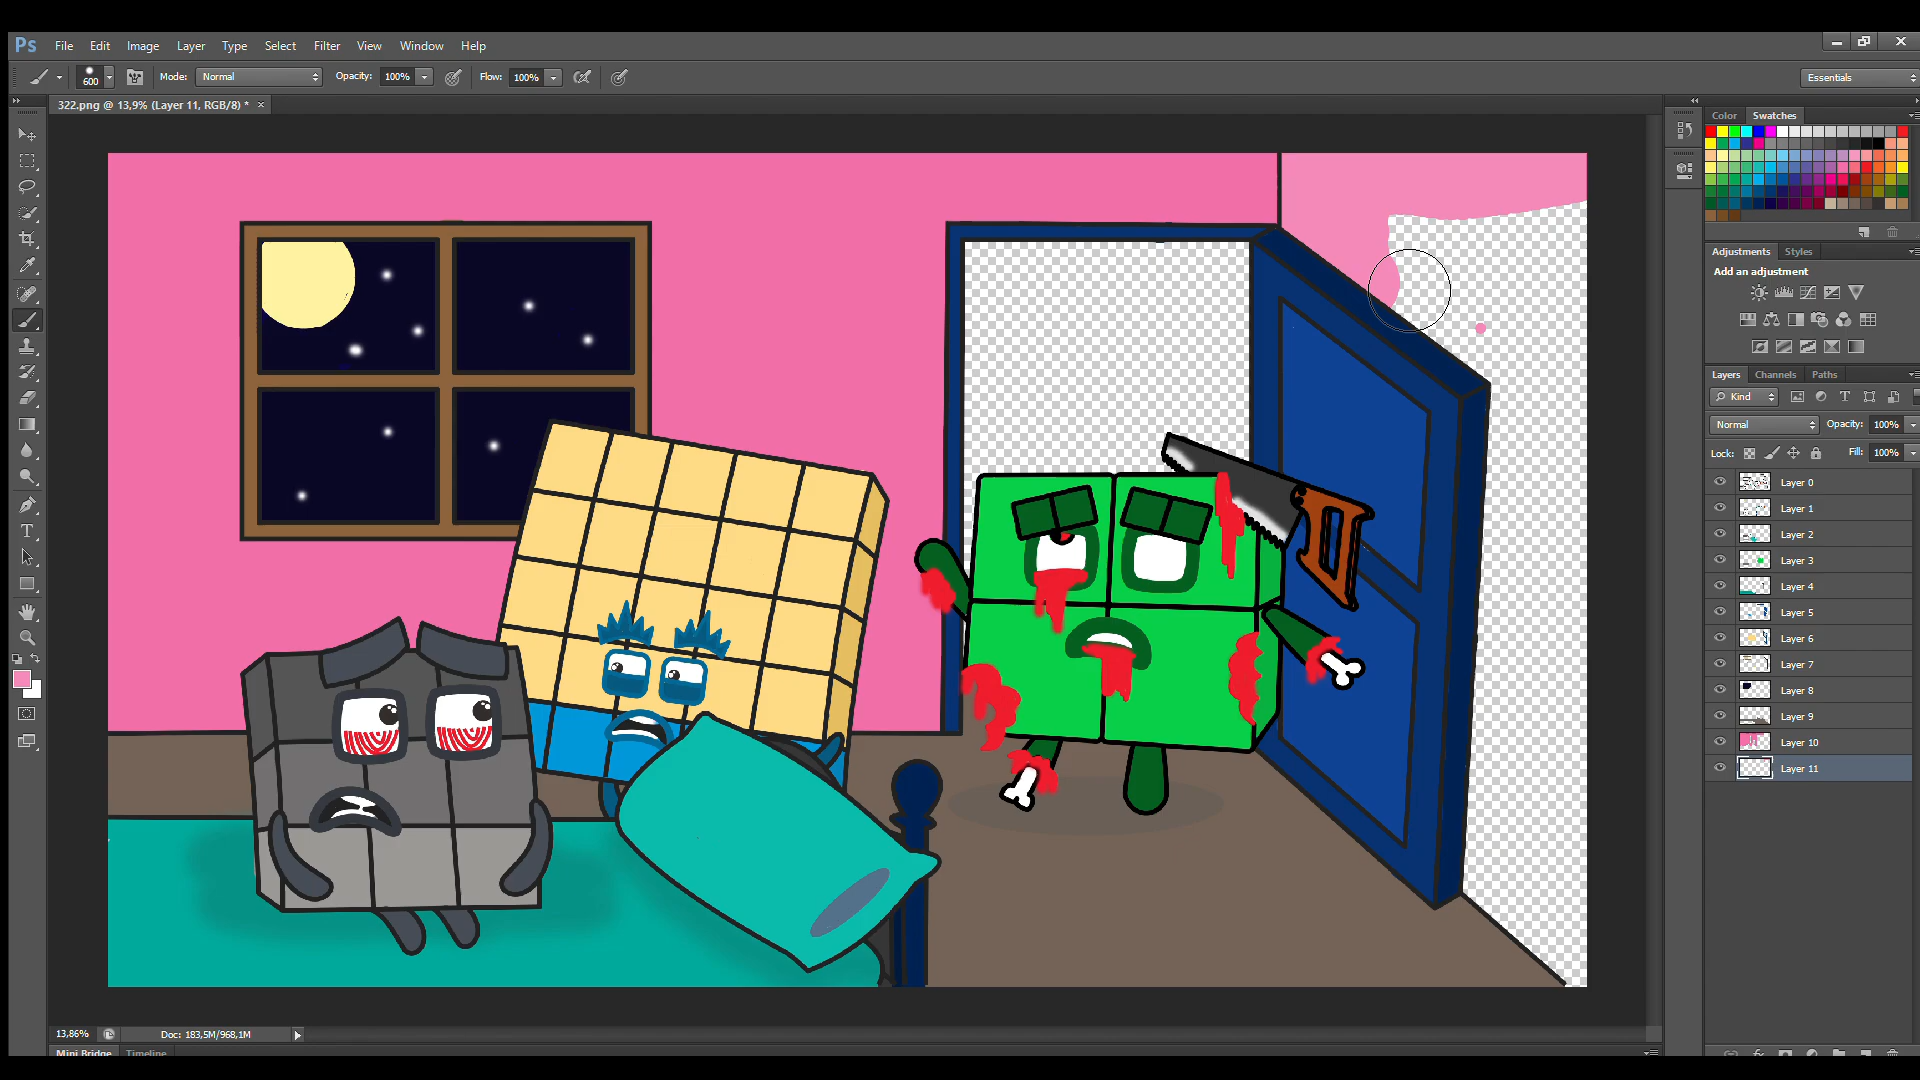 Ps File Edit Image Layer Type Select Filter View Window Help
600 Mode: Normal Opacity: 100% Flow: 100% Essentials
322.png @ 13,9% (Layer 11, RGB/8) * ×
Color Swatches
Adjustments Styles
Add an adjustment
Layers Channels Paths
Kind T
Normal Opacity: 100%
Lock: Fill: 100%
Layer 0
Layer 1
Layer 2
Layer 3
Layer 4
Layer 5
Layer 6
Layer 7
Layer 8
Layer 9
Layer 10
Layer 11
T
13,86% Doc: 183,5M/968,1M
Mini Bridge Timeline
fx